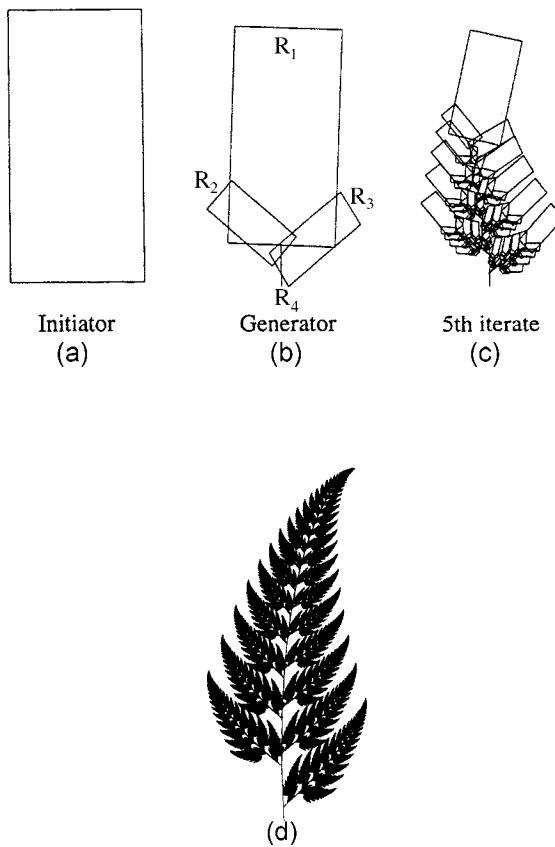 R1
R2
R3
R4
Initiator
Generator
5th iterate
(a)
(b)
(c)
(d)